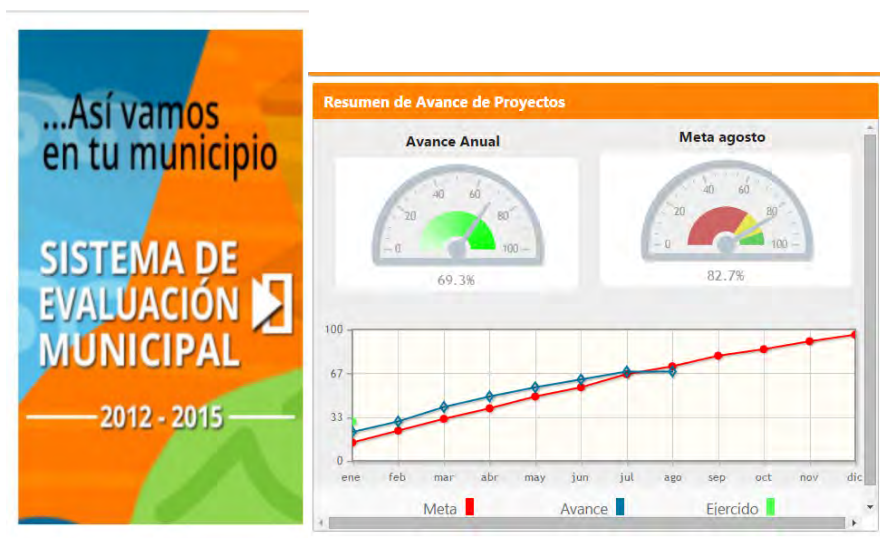 ...Así vamos
en tu municipio
SISTEMA DE
EVALUACIÓN
MUNICIPAL
2012 - 2015
Resumen de Avance de Proyectos
Avance Anual
Meta agosto
0 20 40 60 80 100
69.3%
0 20 40 60 80 100
82.7%
100
67
33
0
ene feb mar abr may jun jul ago sep oct nov dic
Meta Avance Ejercido